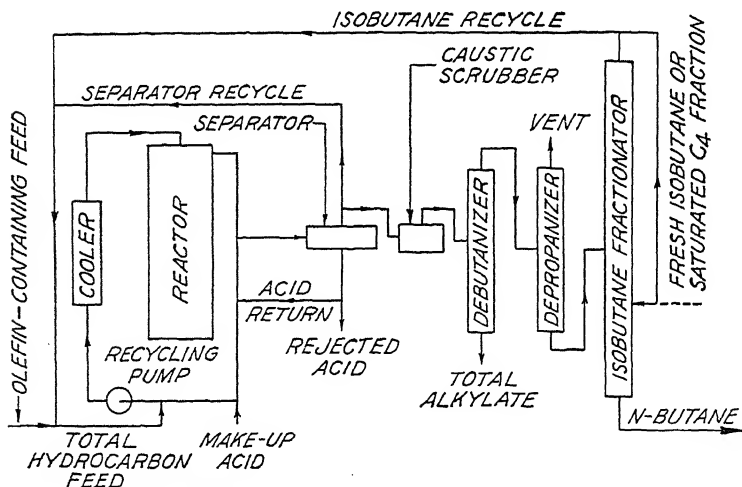 ISOBUTANE RECYCLE
CAUSTIC
SCRUBBER
SEPARATOR RECYCLE
SEPARATOR
VENT
OLEFIN-CONTAINING FEED
COOLER
REACTOR
DEBUTANIZER
DEPROPANIZER
ISOBUTANE FRACTIONATOR
FRESH ISOBUTANE OR
SATURATED C4 FRACTION
ACID
RETURN
RECYCLING
PUMP
REJECTED
ACID
TOTAL
ALKYLATE
N-BUTANE
TOTAL
HYDROCARBON
FEED
MAKE-UP
ACID